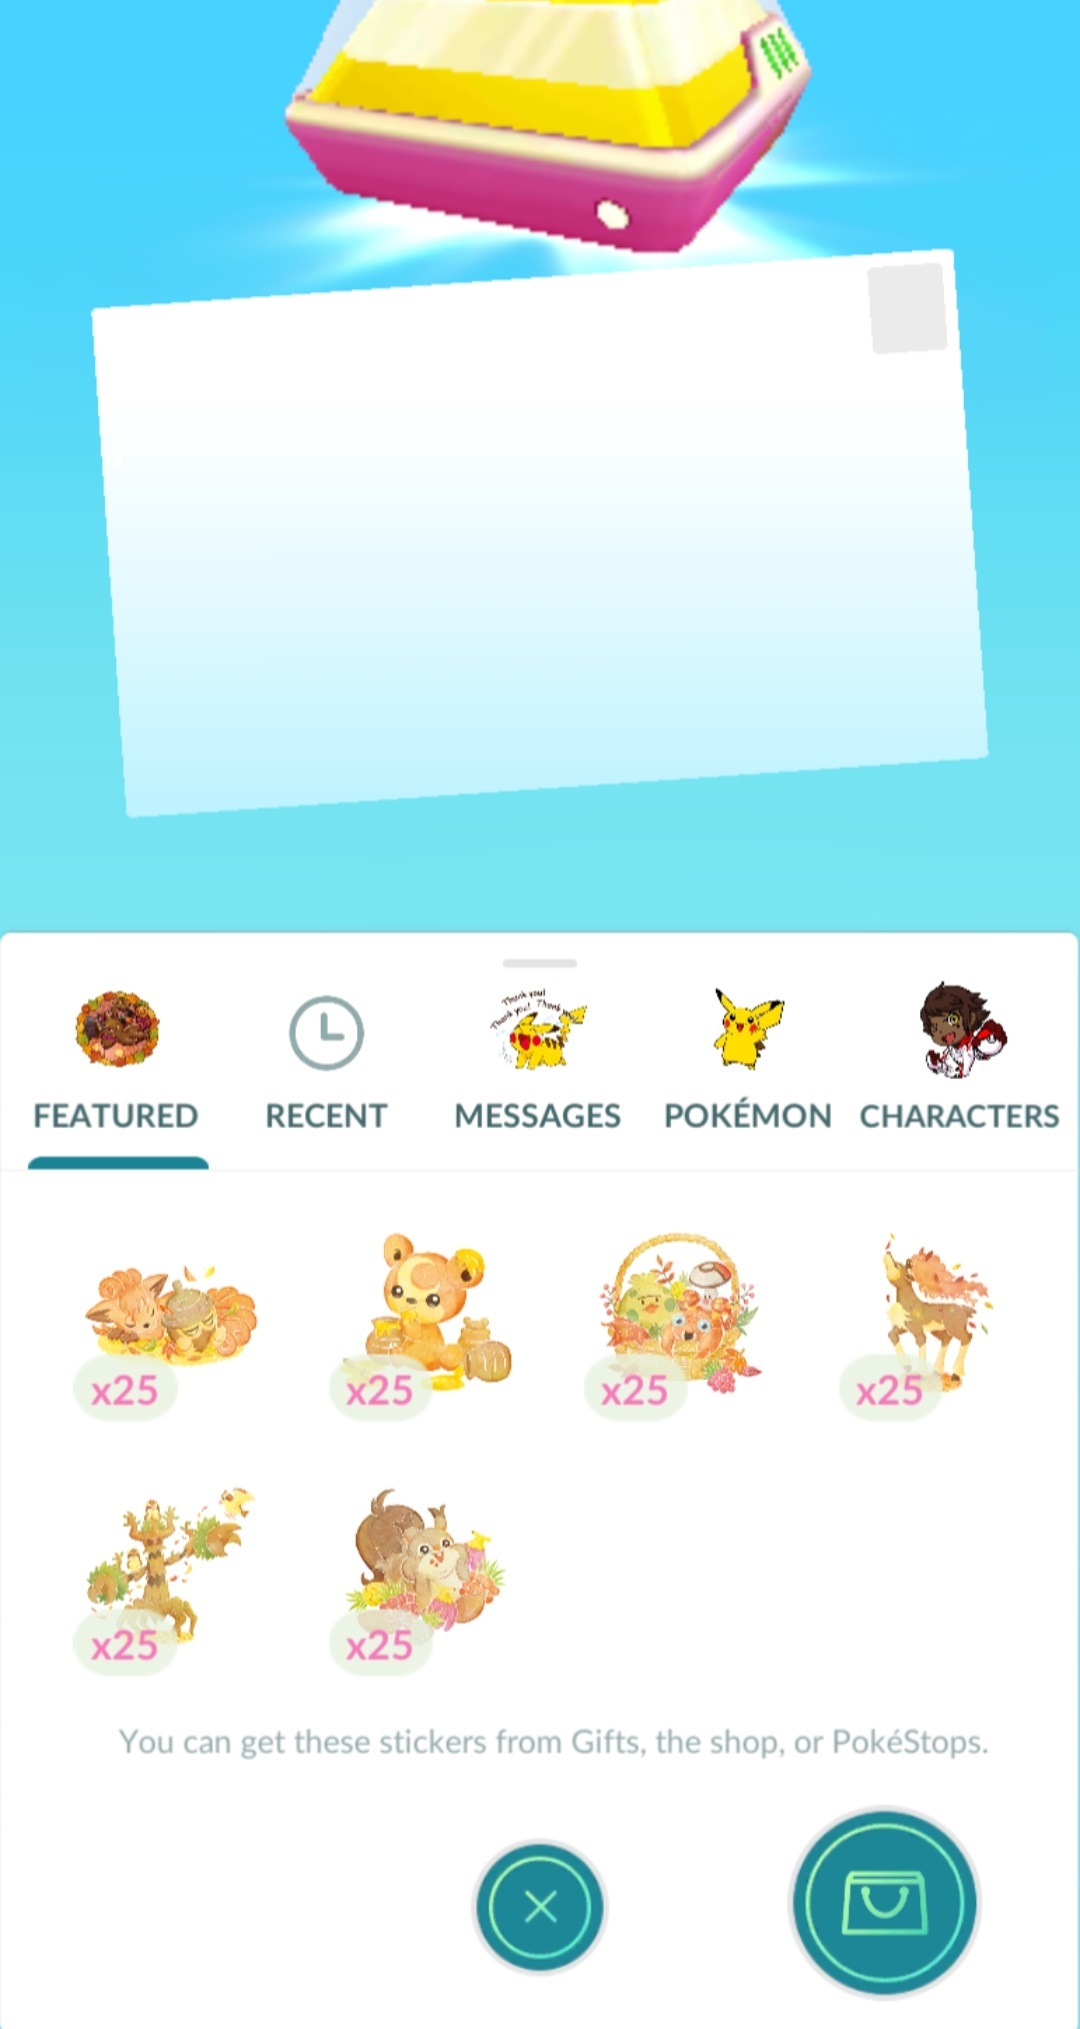 Thank you!
Thank you! Thank you!
FEATURED
RECENT
MESSAGES
POKÉMON
CHARACTERS
x25
x25
x25
x25
x25
x25
You can get these stickers from Gifts, the shop, or PokéStops.